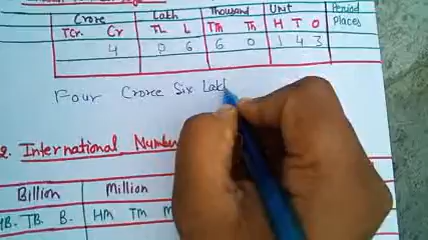 Crore Lakh Thousand Unit Period
TCr. Cr TL L Tth Th H T O Places
4 0 6 6 0 1 4 3
Four Crore Six Lakh
2. International Numbe
Billion Million
HB. TB. B. HM TM M